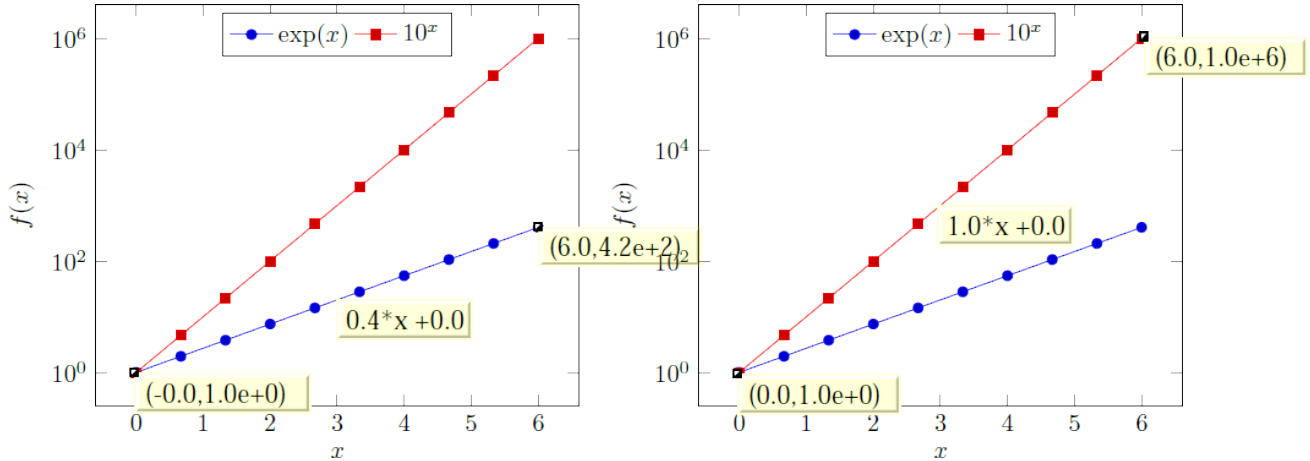 exp(x) 10^x
10^6
10^4
10^2
10^0
f(x)
(6.0,4.2e+2)
0.4*x +0.0
(-0.0,1.0e+0)
0 1 2 3 4 5 6
x
exp(x) 10^x
10^6
10^4
10^2
10^0
f(x)
(6.0,1.0e+6)
1.0*x +0.0
(0.0,1.0e+0)
0 1 2 3 4 5 6
x